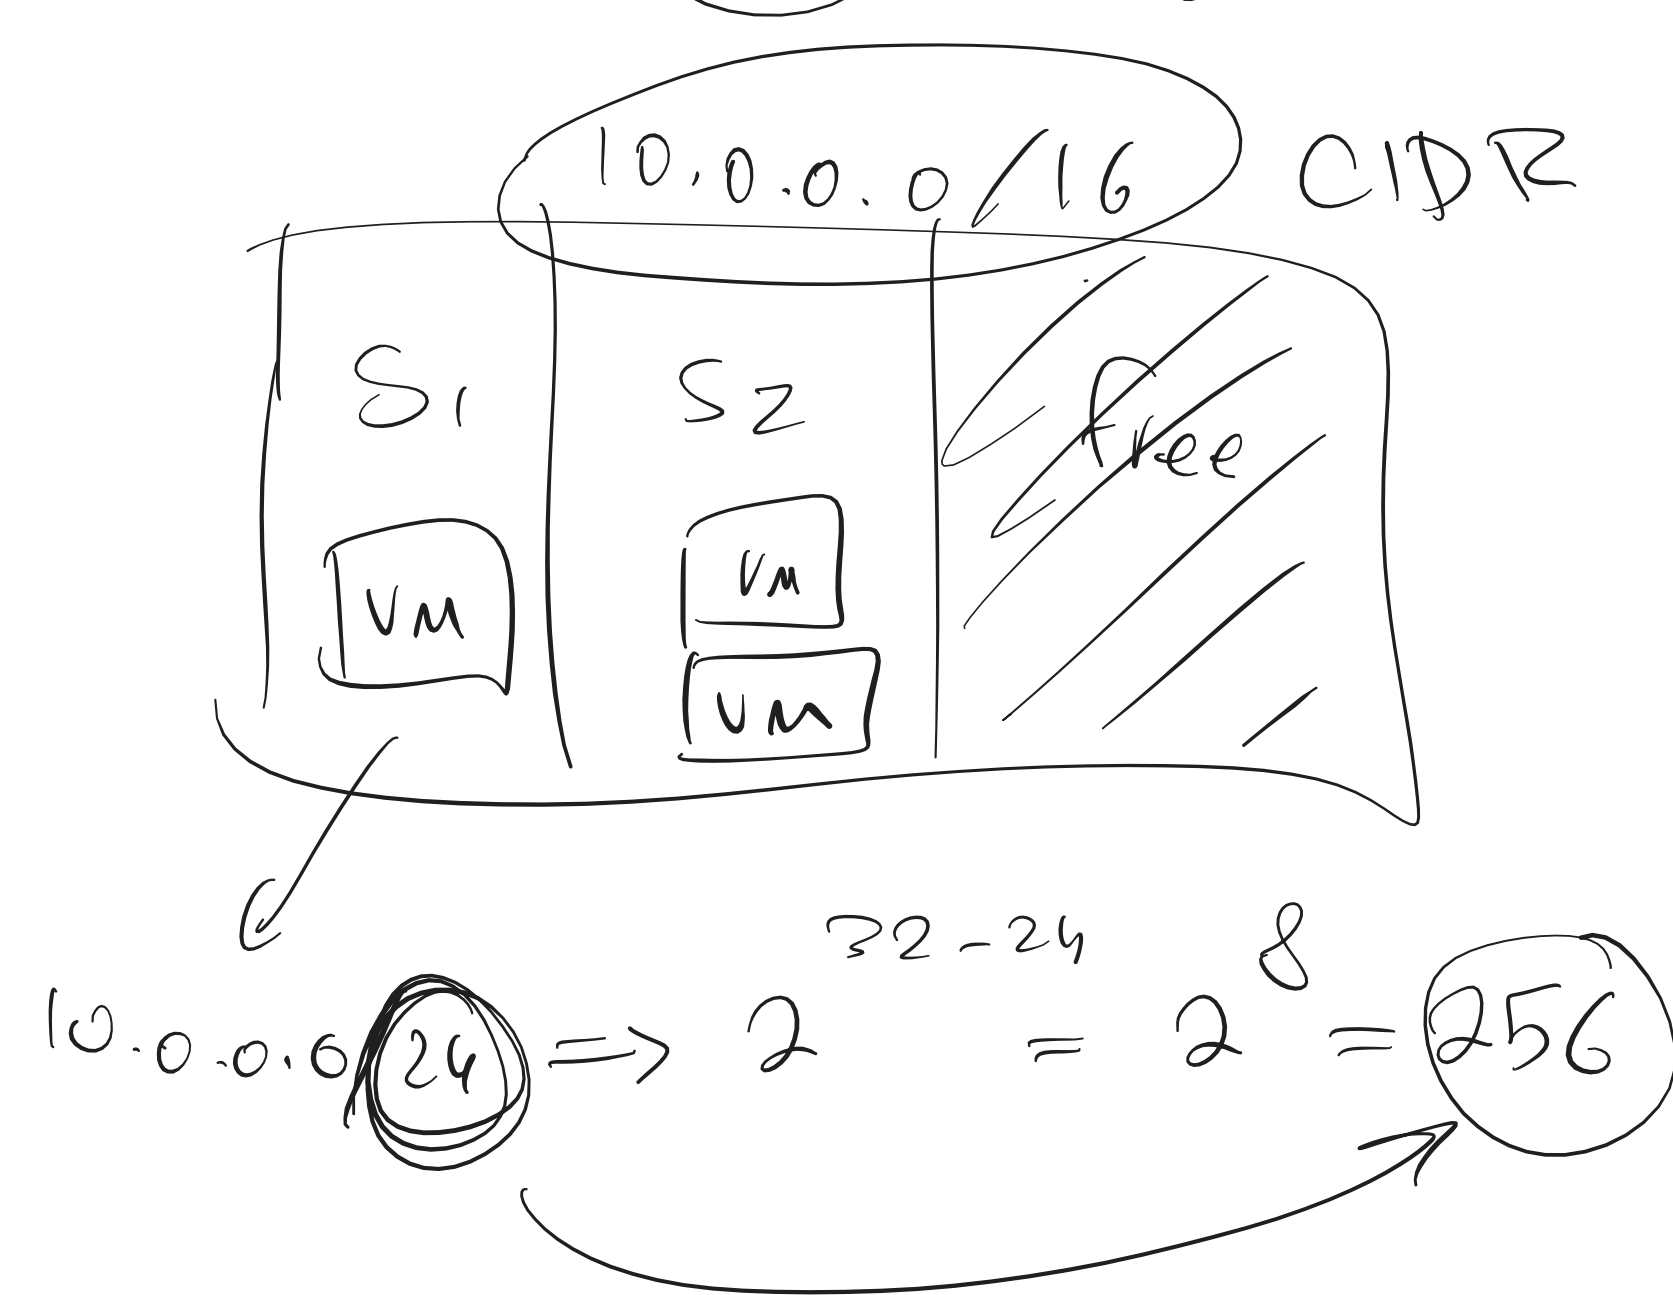 10.0.0.0/16 CIDR
S1 S2 free
VM VM
VM
32-24 8
10.0.0.0/24 => 2 = 2 = 256